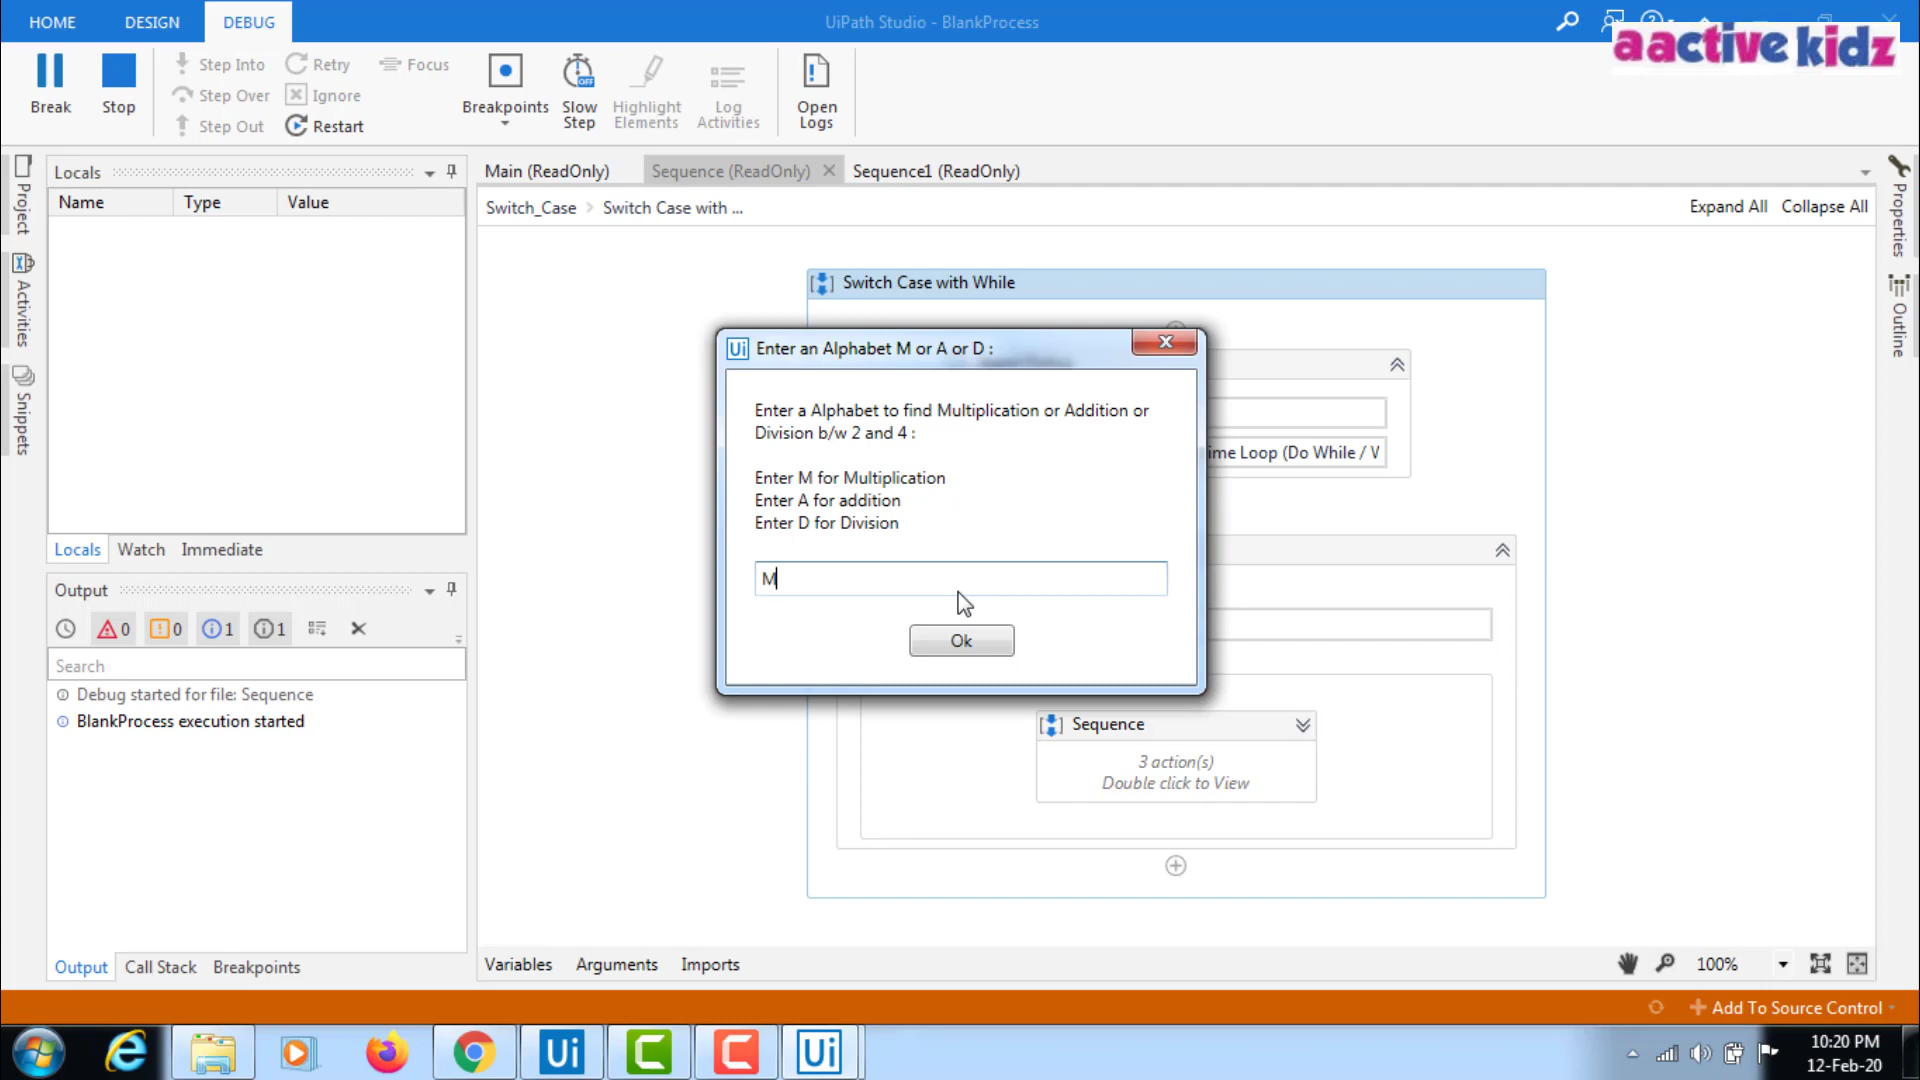 HOME DESIGN DEBUG UiPath Studio - BlankProcess
aactive kidz
Break
Stop
Step Into
Step Over
Step Out
Retry
Ignore
Restart
Focus
Breakpoints
Slow
Step
Highlight
Elements
Log
Activities
Open
Logs
Project
Activities
Snippets
Locals
Name Type Value
Locals Watch Immediate
Output
0 0 1 1
Search
Debug started for file: Sequence
BlankProcess execution started
Output Call Stack Breakpoints
Main (ReadOnly) Sequence (ReadOnly) Sequence1 (ReadOnly)
Switch_Case > Switch Case with ... Expand All Collapse All
Switch Case with While
Ui Enter an Alphabet M or A or D :
Enter a Alphabet to find Multiplication or Addition or
Division b/w 2 and 4 :
Enter M for Multiplication
Enter A for addition
Enter D for Division
M
Ok
ime Loop (Do While / V
Sequence
3 action(s)
Double click to View
Properties
Outline
Variables Arguments Imports 100%
Add To Source Control
Ui Ui
10:20 PM
12-Feb-20